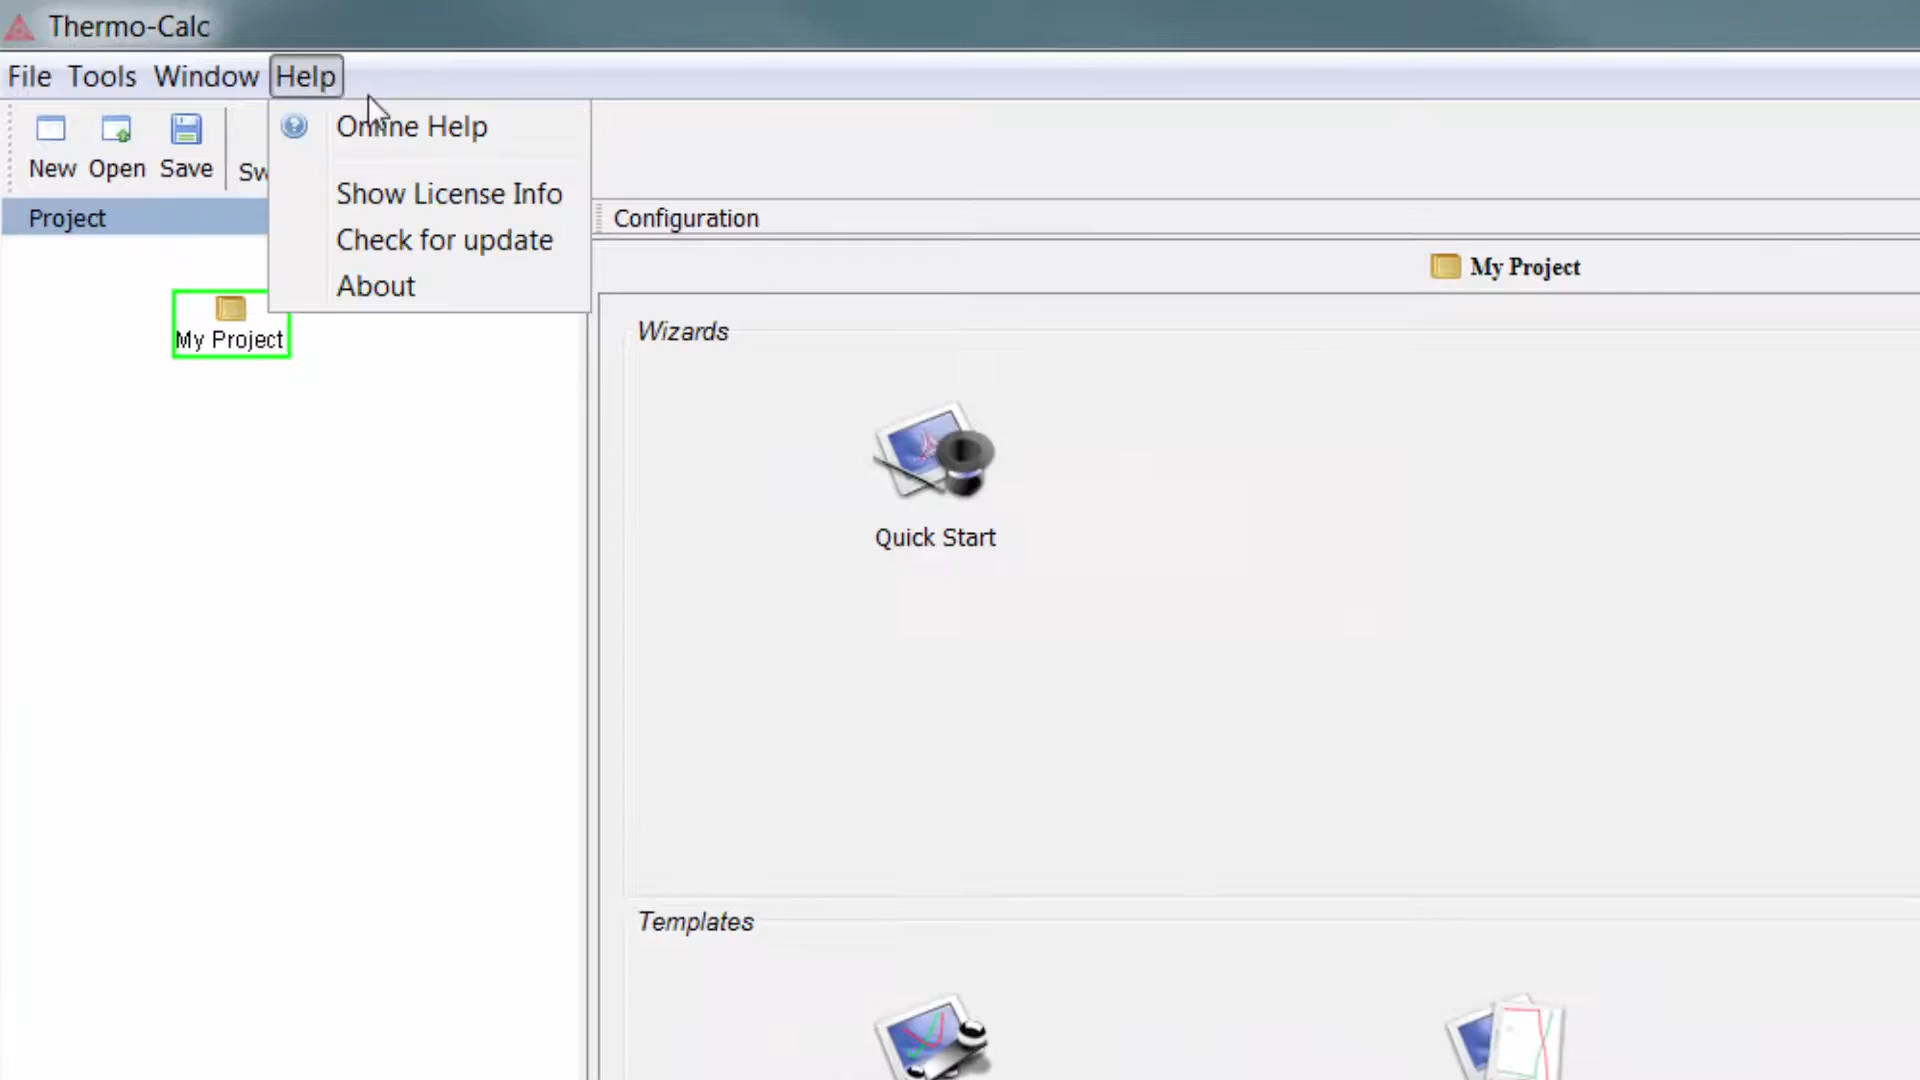 Thermo-Calc
File Tools Window Help
Online Help
New Open Save Sw
Show License Info
Project
Configuration
Check for update
My Project
About
My Project
Wizards
Quick Start
Templates